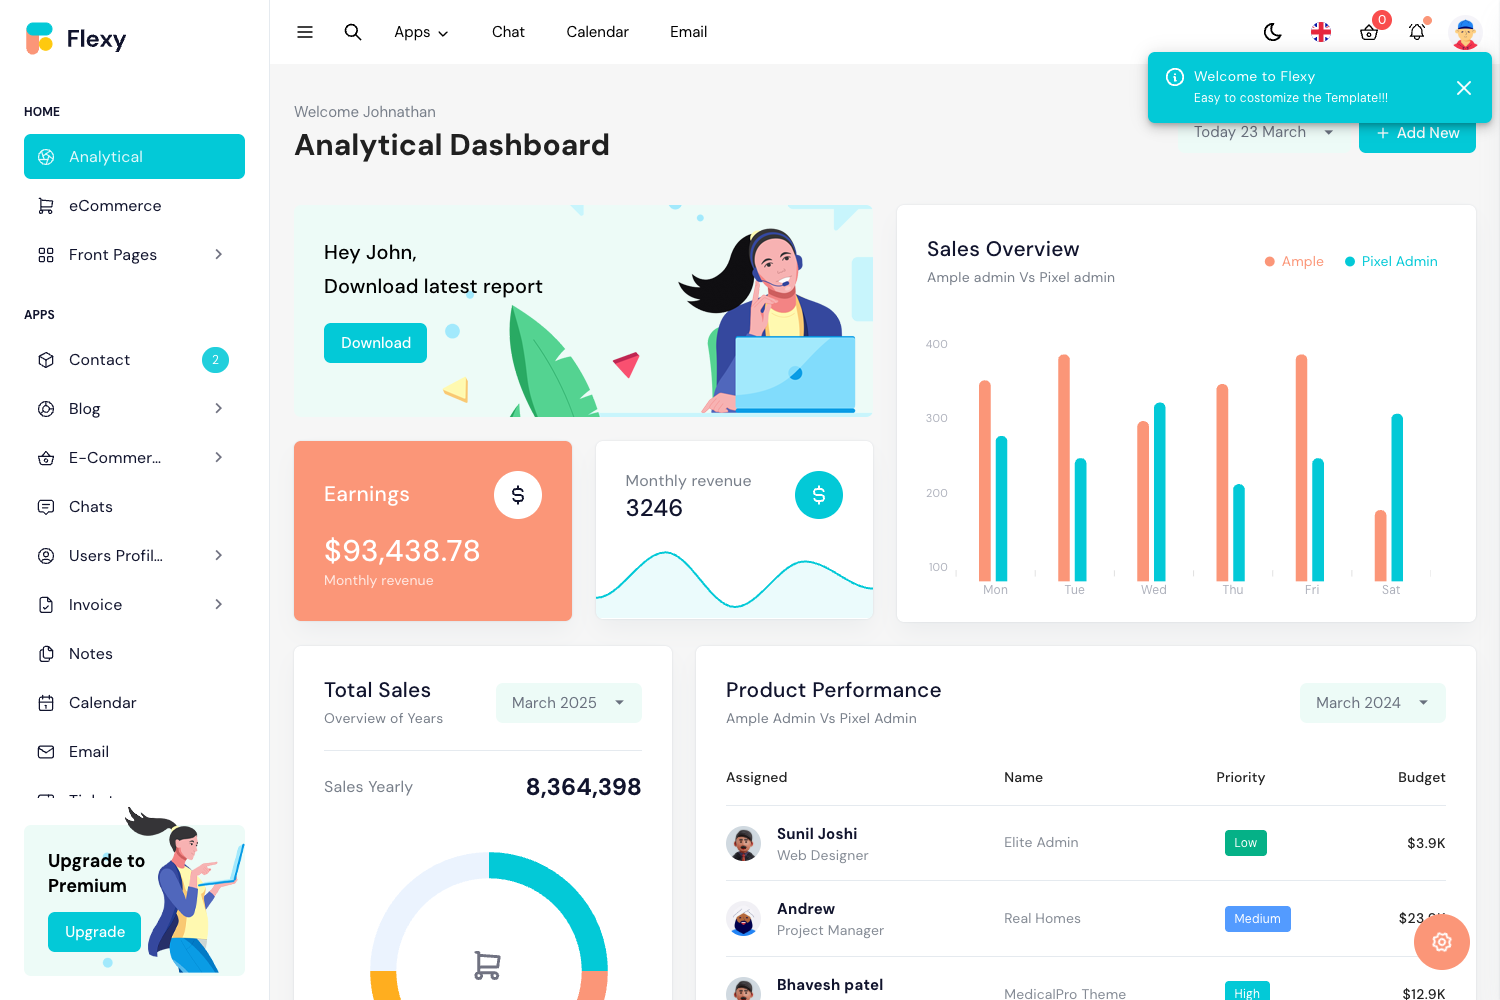 Flexy
Apps
Chat
Calendar
Email
0
Welcome to Flexy
Easy to costomize the Template!!!
HOME
Analytical
eCommerce
Front Pages
APPS
Contact
2
Blog
E-Commer...
Chats
Users Profil...
Invoice
Notes
Calendar
Email
Upgrade to
Premium
Upgrade
Welcome Johnathan
Analytical Dashboard
Today 23 March
Add New
Hey John,
Download latest report
Download
Earnings
$
$93,438.78
Monthly revenue
Monthly revenue
3246
$
Sales Overview
Ample admin Vs Pixel admin
Ample
Pixel Admin
400
300
200
100
Mon
Tue
Wed
Thu
Fri
Sat
Total Sales
Overview of Years
March 2025
Sales Yearly
8,364,398
Product Performance
Ample Admin Vs Pixel Admin
March 2024
Assigned
Name
Priority
Budget
Sunil Joshi
Web Designer
Elite Admin
Low
$3.9K
Andrew
Project Manager
Real Homes
Medium
Bhavesh patel
MedicalPro Theme
High
$12.9K